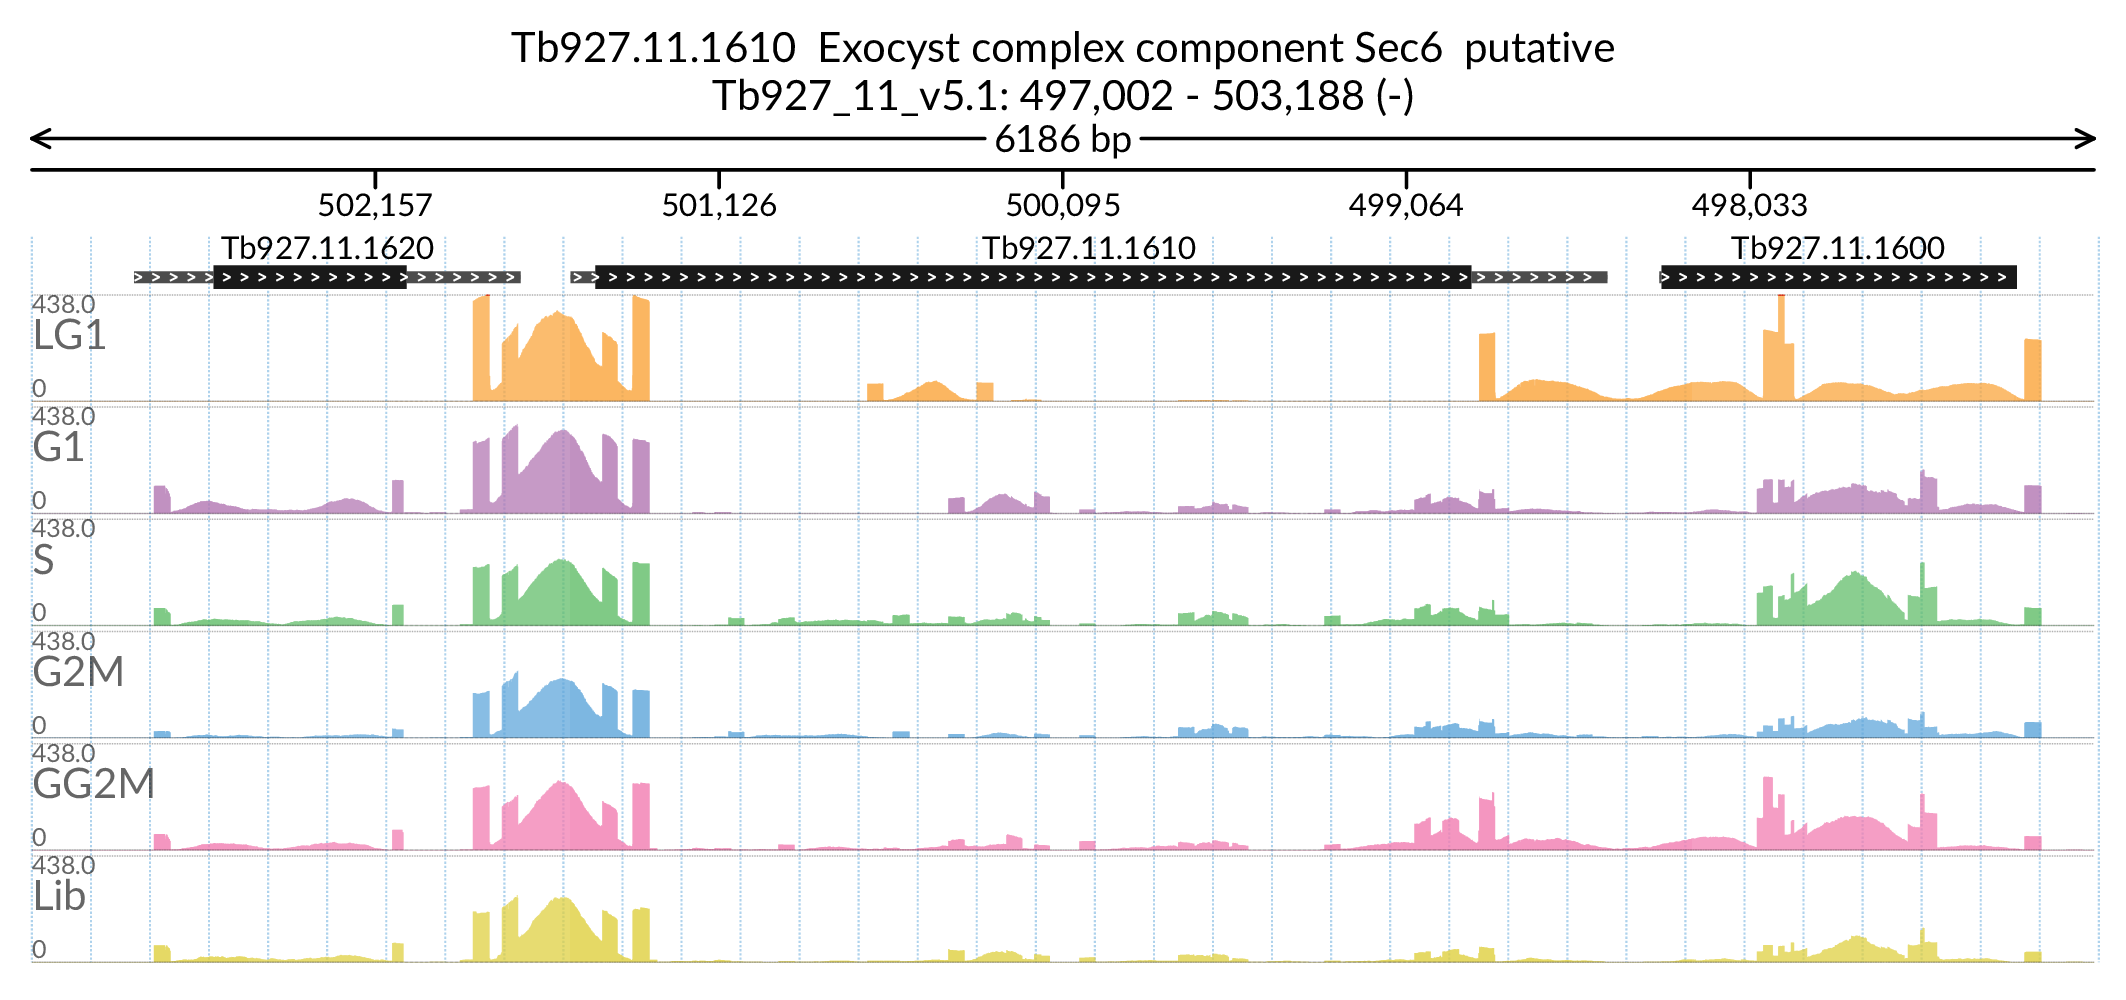 Tb927.11.1610  Exocyst complex component Sec6  putative
Tb927_11_v5.1: 497,002 - 503,188 (-)
6186 bp
502,157 501,126 500,095 499,064 498,033
Tb927.11.1620 Tb927.11.1610 Tb927.11.1600
438.0
LG1
0
438.0
G1
0
438.0
S
0
438.0
G2M
0
438.0
GG2M
0
438.0
Lib
0